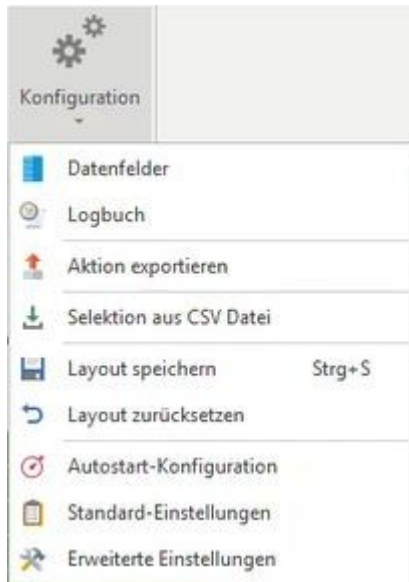 Konfiguration
Datenfelder
Logbuch
Aktion exportieren
Selektion aus CSV Datei
Layout speichern Strg+S
Layout zurücksetzen
Autostart-Konfiguration
Standard-Einstellungen
Erweiterte Einstellungen